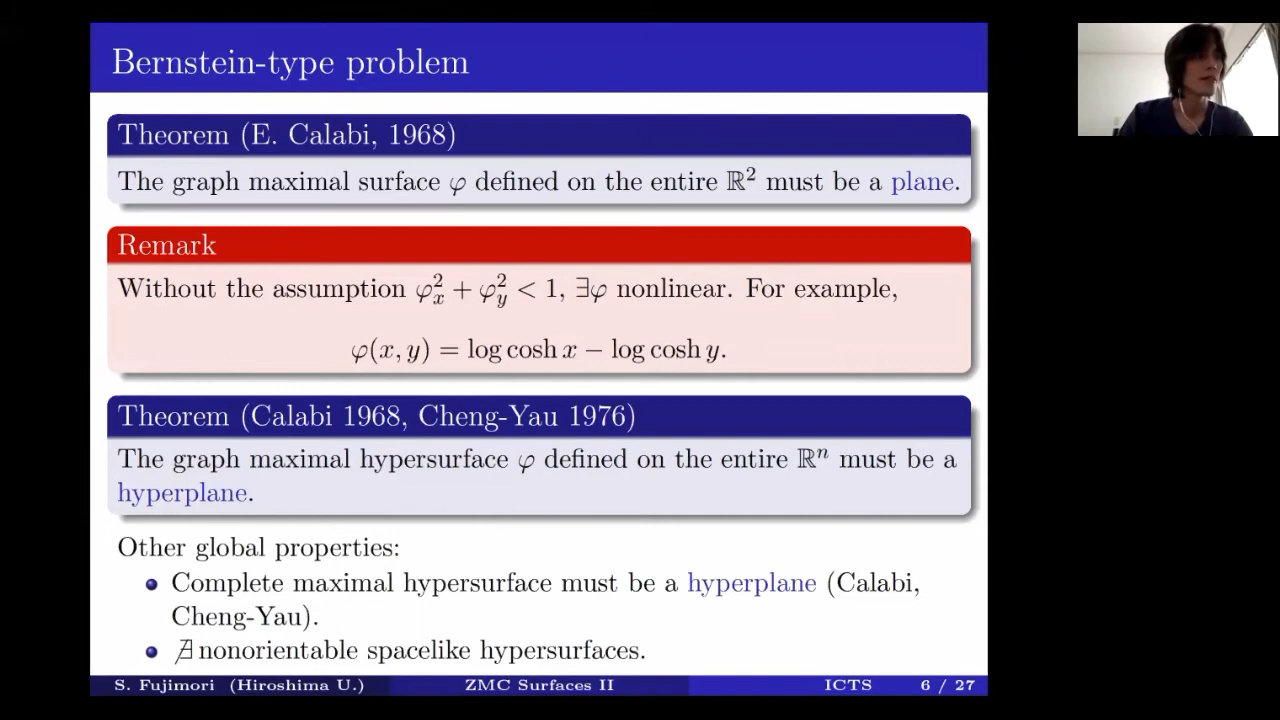 Bernstein-type problem
Theorem (E. Calabi, 1968)
The graph maximal surface φ defined on the entire ℝ² must be a plane.
Remark
Without the assumption φ_x² + φ_y² < 1, ∃φ nonlinear. For example,
φ(x, y) = log cosh x − log cosh y.
Theorem (Calabi 1968, Cheng-Yau 1976)
The graph maximal hypersurface φ defined on the entire ℝⁿ must be a
hyperplane.
Other global properties:
Complete maximal hypersurface must be a hyperplane (Calabi,
Cheng-Yau).
∄ nonorientable spacelike hypersurfaces.
S. Fujimori (Hiroshima U.) ZMC Surfaces II ICTS 6 / 27